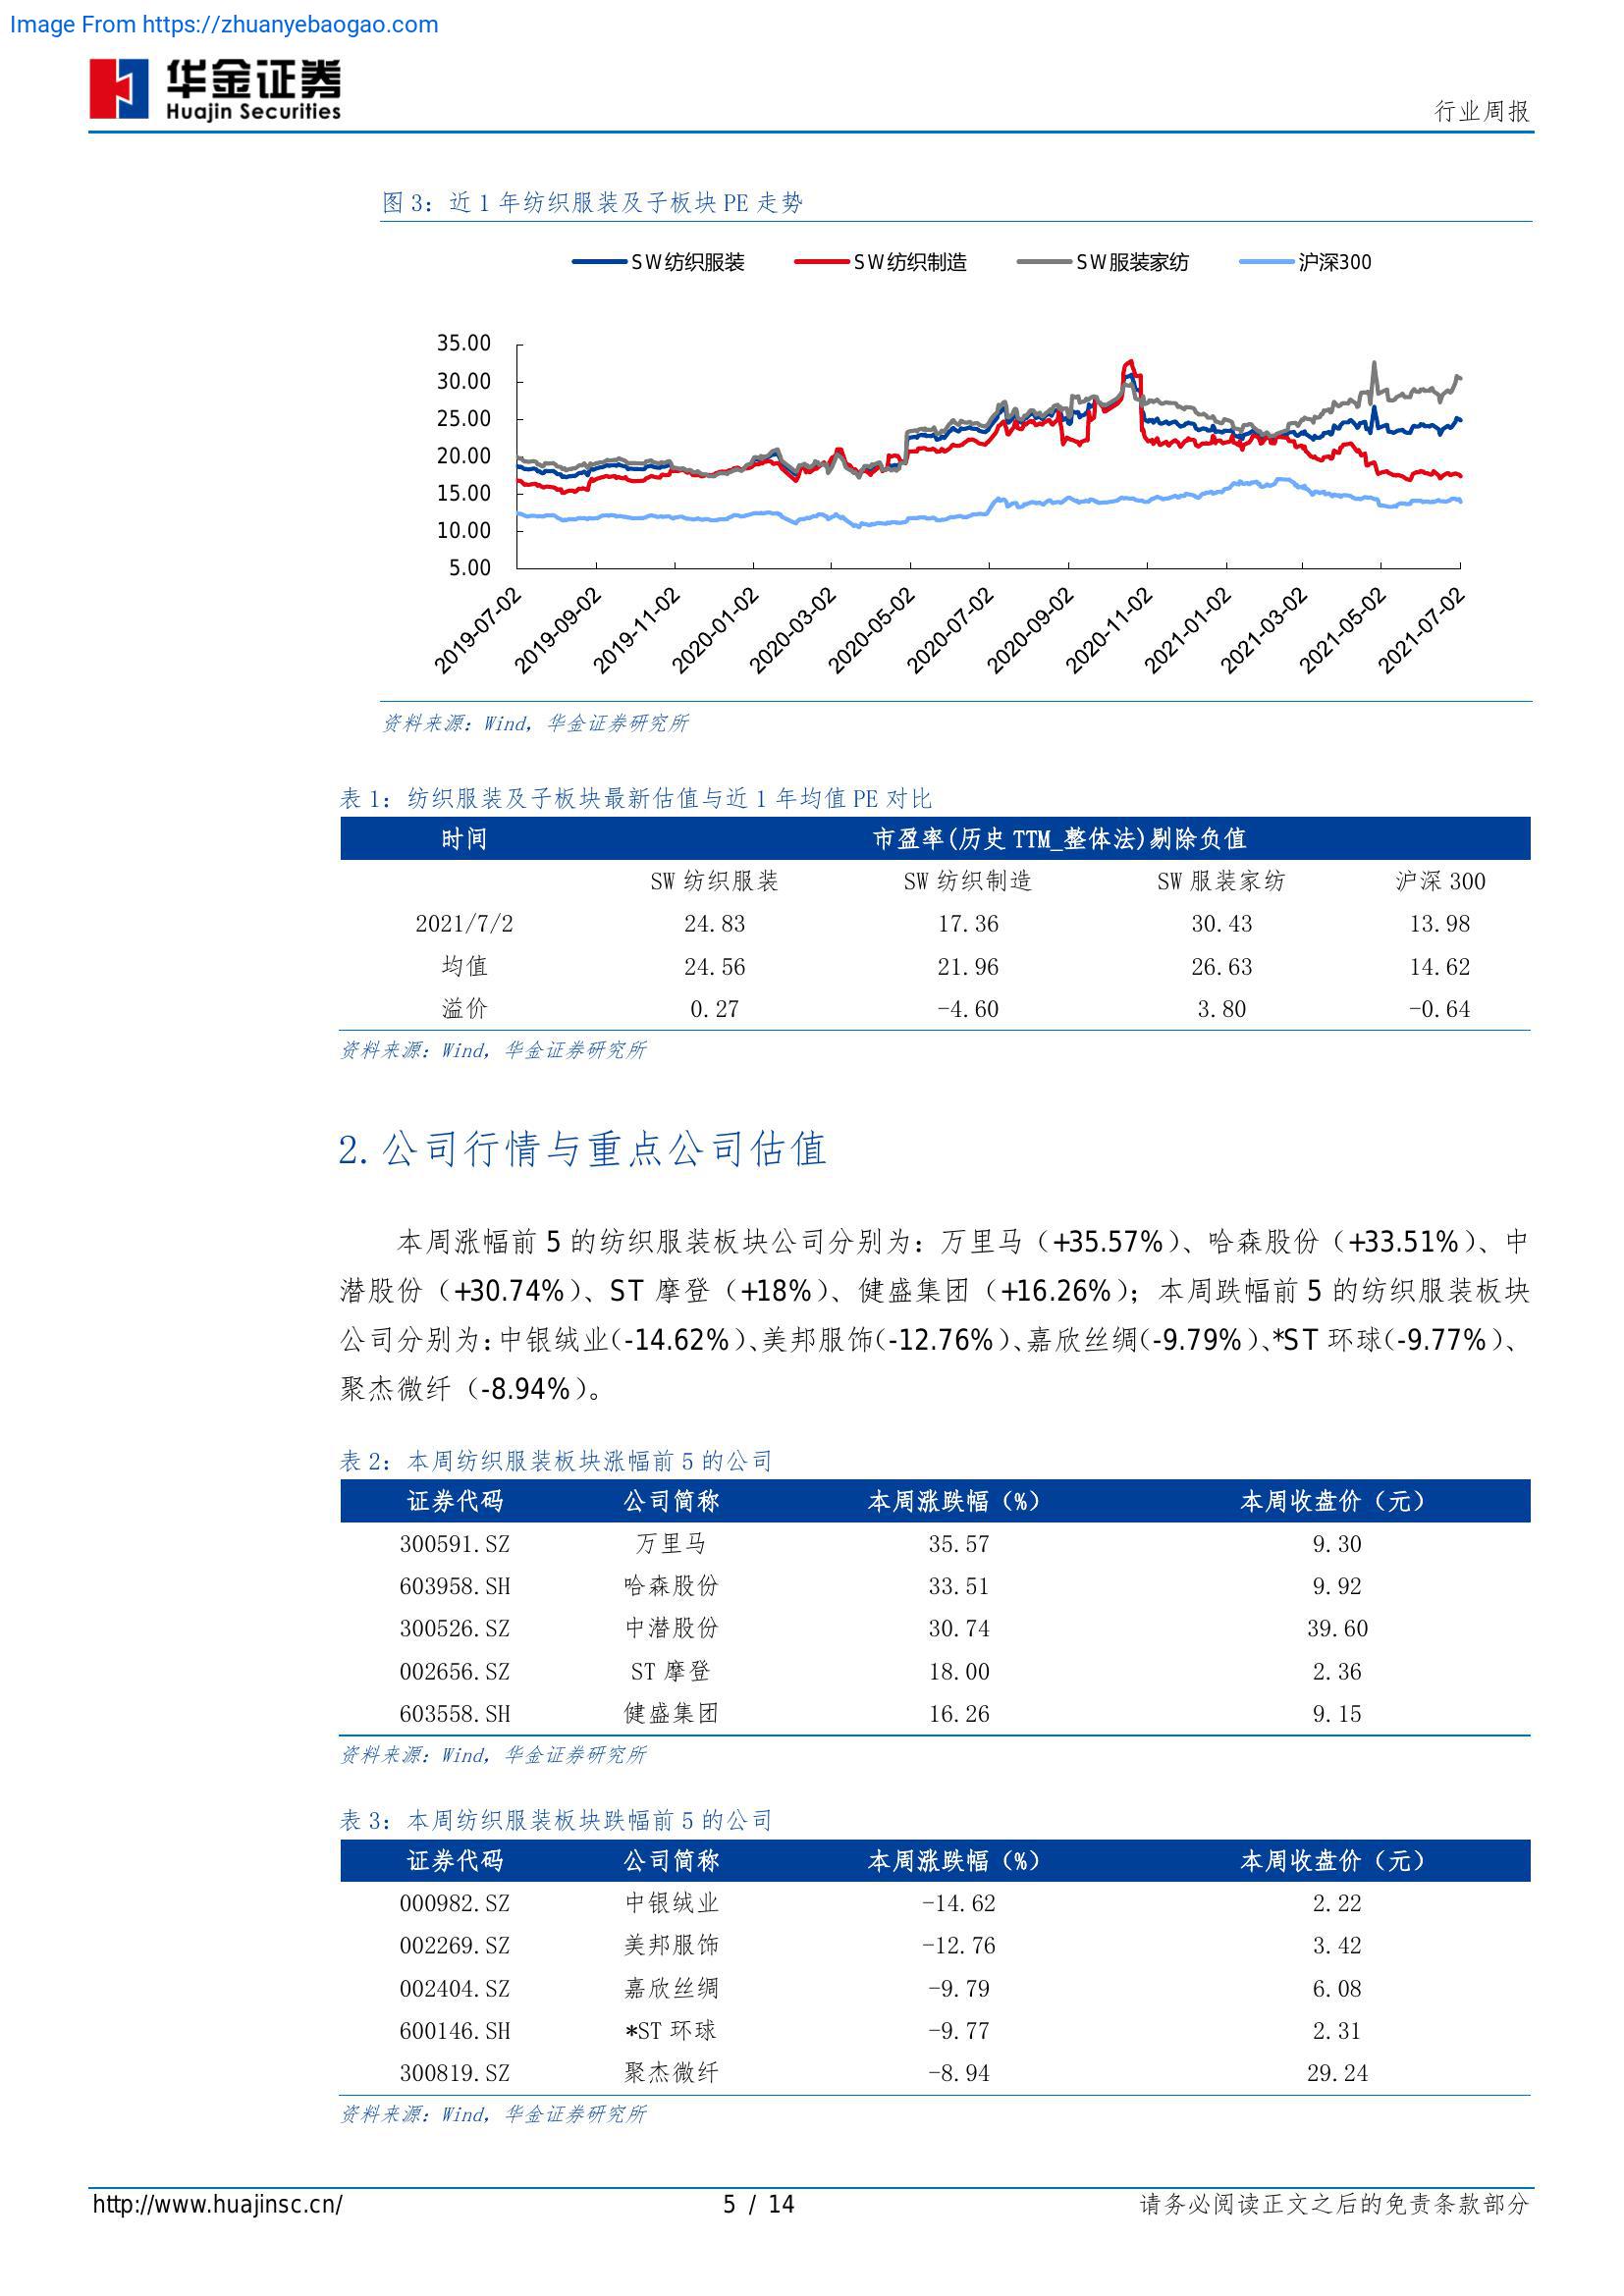 Image From https://zhuanyebaogao.com
华金证券
Huajin Securities
行业周报
图 3：近 1 年纺织服装及子板块 PE 走势
SW纺织服装 SW纺织制造 SW服装家纺 沪深300
35.00
30.00
25.00
20.00
15.00
10.00
5.00
2019-07-02 2019-09-02 2019-11-02 2020-01-02 2020-03-02 2020-05-02 2020-07-02 2020-09-02 2020-11-02 2021-01-02 2021-03-02 2021-05-02 2021-07-02
资料来源：Wind，华金证券研究所
表 1：纺织服装及子板块最新估值与近 1 年均值 PE 对比
时间 市盈率(历史 TTM_整体法)剔除负值
SW 纺织服装 SW 纺织制造 SW 服装家纺 沪深 300
2021/7/2 24.83 17.36 30.43 13.98
均值 24.56 21.96 26.63 14.62
溢价 0.27 -4.60 3.80 -0.64
资料来源：Wind，华金证券研究所
2.公司行情与重点公司估值
本周涨幅前 5 的纺织服装板块公司分别为：万里马（+35.57%）、哈森股份（+33.51%）、中
潜股份（+30.74%）、ST 摩登（+18%）、健盛集团（+16.26%）；本周跌幅前 5 的纺织服装板块
公司分别为：中银绒业（-14.62%）、美邦服饰（-12.76%）、嘉欣丝绸（-9.79%）、*ST 环球（-9.77%）、
聚杰微纤（-8.94%）。
表 2：本周纺织服装板块涨幅前 5 的公司
证券代码 公司简称 本周涨跌幅（%） 本周收盘价（元）
300591.SZ 万里马 35.57 9.30
603958.SH 哈森股份 33.51 9.92
300526.SZ 中潜股份 30.74 39.60
002656.SZ ST 摩登 18.00 2.36
603558.SH 健盛集团 16.26 9.15
资料来源：Wind，华金证券研究所
表 3：本周纺织服装板块跌幅前 5 的公司
证券代码 公司简称 本周涨跌幅（%） 本周收盘价（元）
000982.SZ 中银绒业 -14.62 2.22
002269.SZ 美邦服饰 -12.76 3.42
002404.SZ 嘉欣丝绸 -9.79 6.08
600146.SH *ST 环球 -9.77 2.31
300819.SZ 聚杰微纤 -8.94 29.24
资料来源：Wind，华金证券研究所
http://www.huajinsc.cn/ 5 / 14 请务必阅读正文之后的免责条款部分